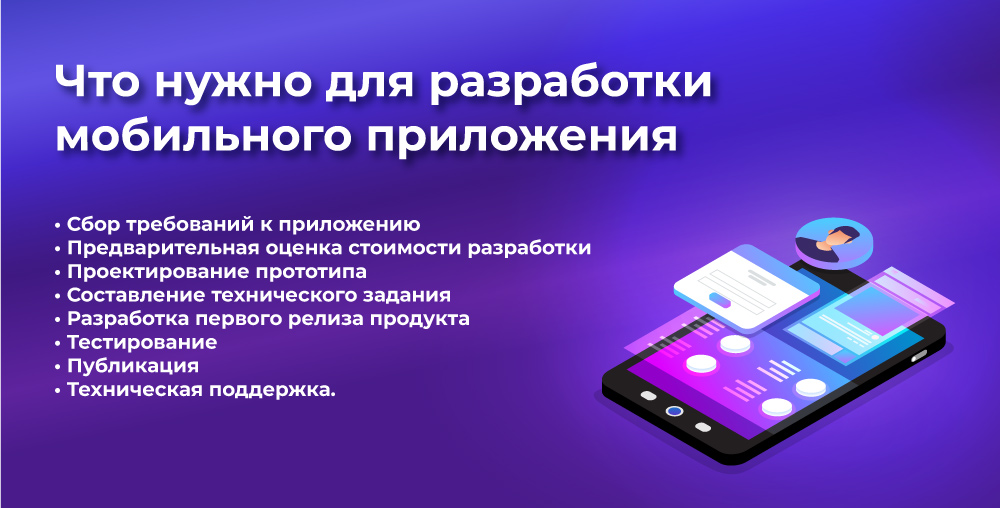 Что нужно для разработки
мобильного приложения
• Сбор требований к приложению
• Предварительная оценка стоимости разработки
• Проектирование прототипа
• Составление технического задания
• Разработка первого релиза продукта
• Тестирование
• Публикация
• Техническая поддержка.